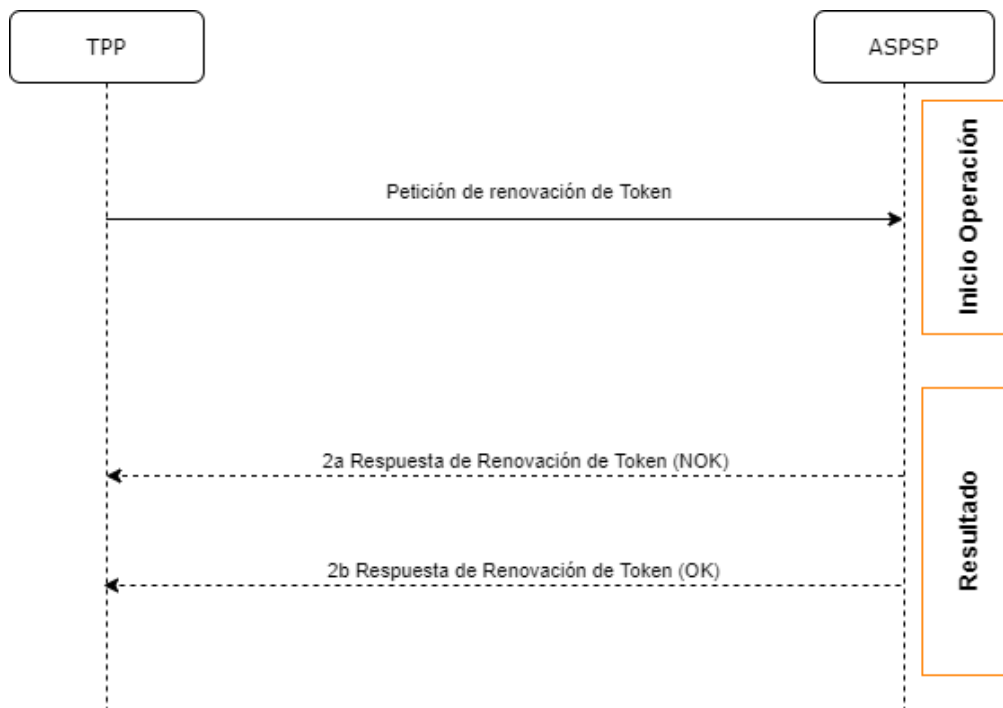 TPP
ASPSP
Inicio Operación
Petición de renovación de Token
2a Respuesta de Renovación de Token (NOK)
Resultado
2b Respuesta de Renovación de Token (OK)